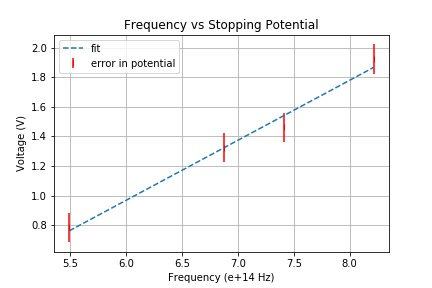 Frequency vs Stopping Potential
fit
error in potential
Voltage (V)
2.0
1.8
1.6
1.4
1.2
1.0
0.8
5.5 6.0 6.5 7.0 7.5 8.0
Frequency (e+14 Hz)